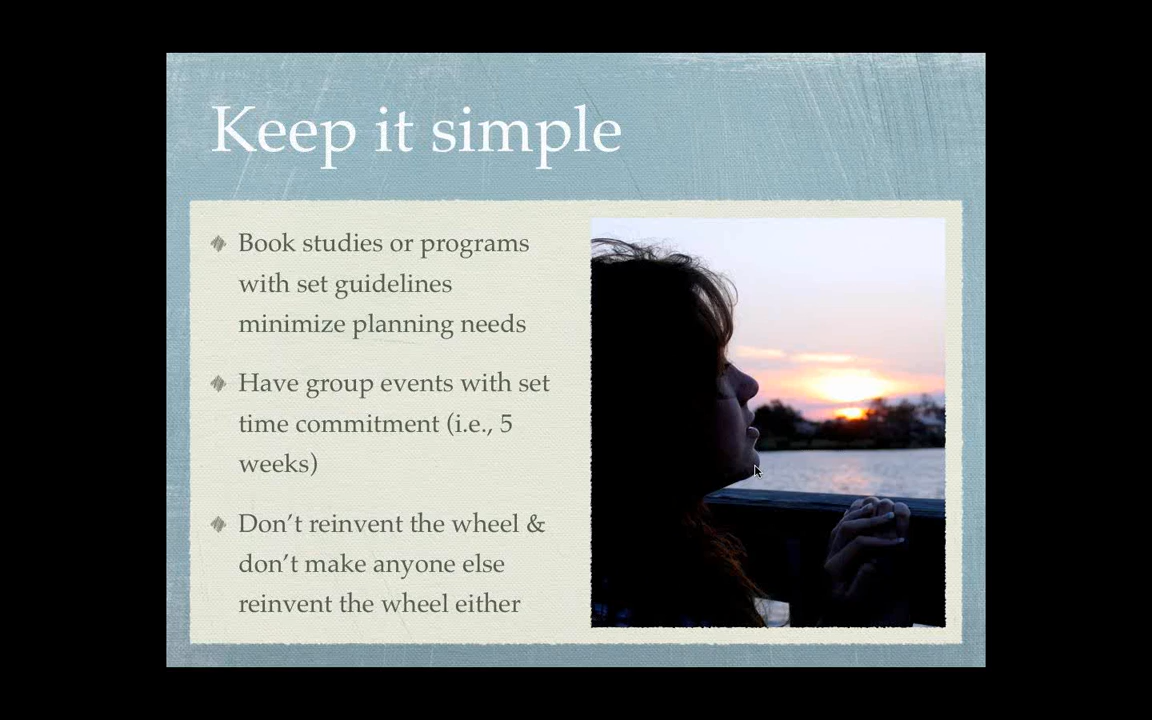 Keep it simple
Book studies or programs
with set guidelines
minimize planning needs
Have group events with set
time commitment (i.e., 5
weeks)
Don’t reinvent the wheel &
don’t make anyone else
reinvent the wheel either